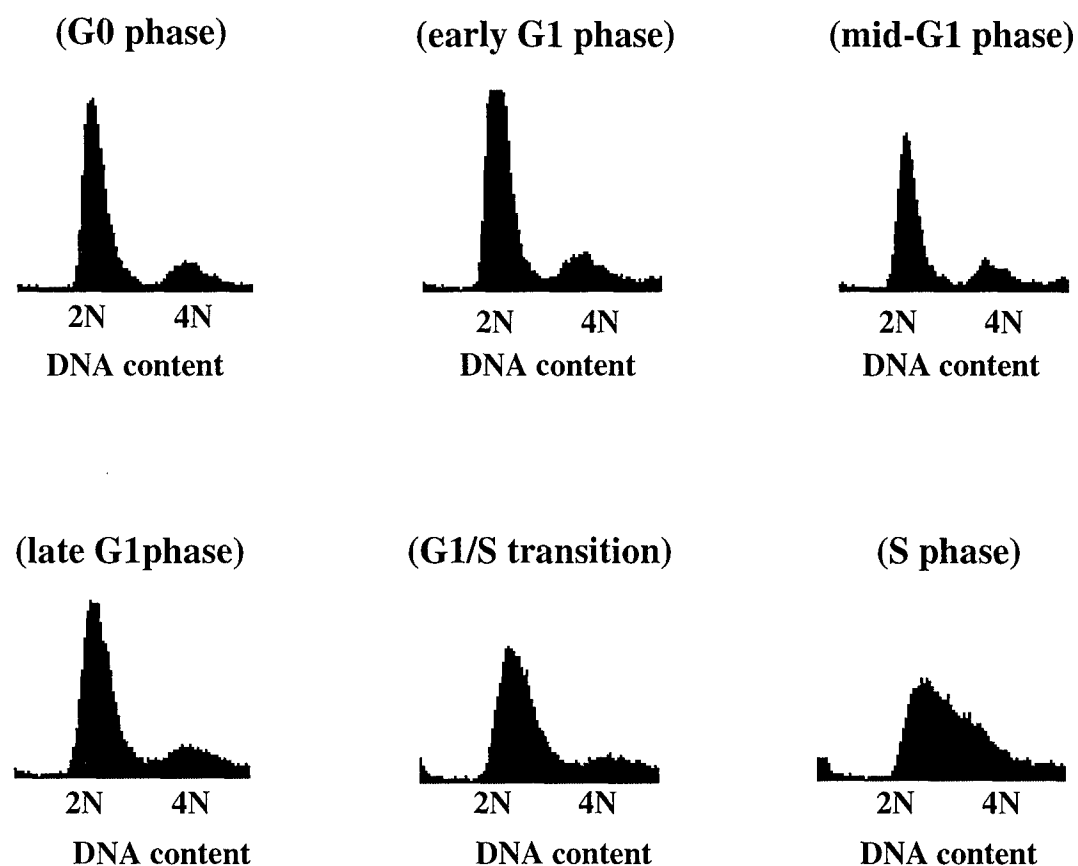 (G0 phase)
(early G1 phase)
(mid-G1 phase)
2N 4N
DNA content
2N 4N
DNA content
2N 4N
DNA content
(late G1phase)
(G1/S transition)
(S phase)
2N 4N
DNA content
2N 4N
DNA content
2N 4N
DNA content